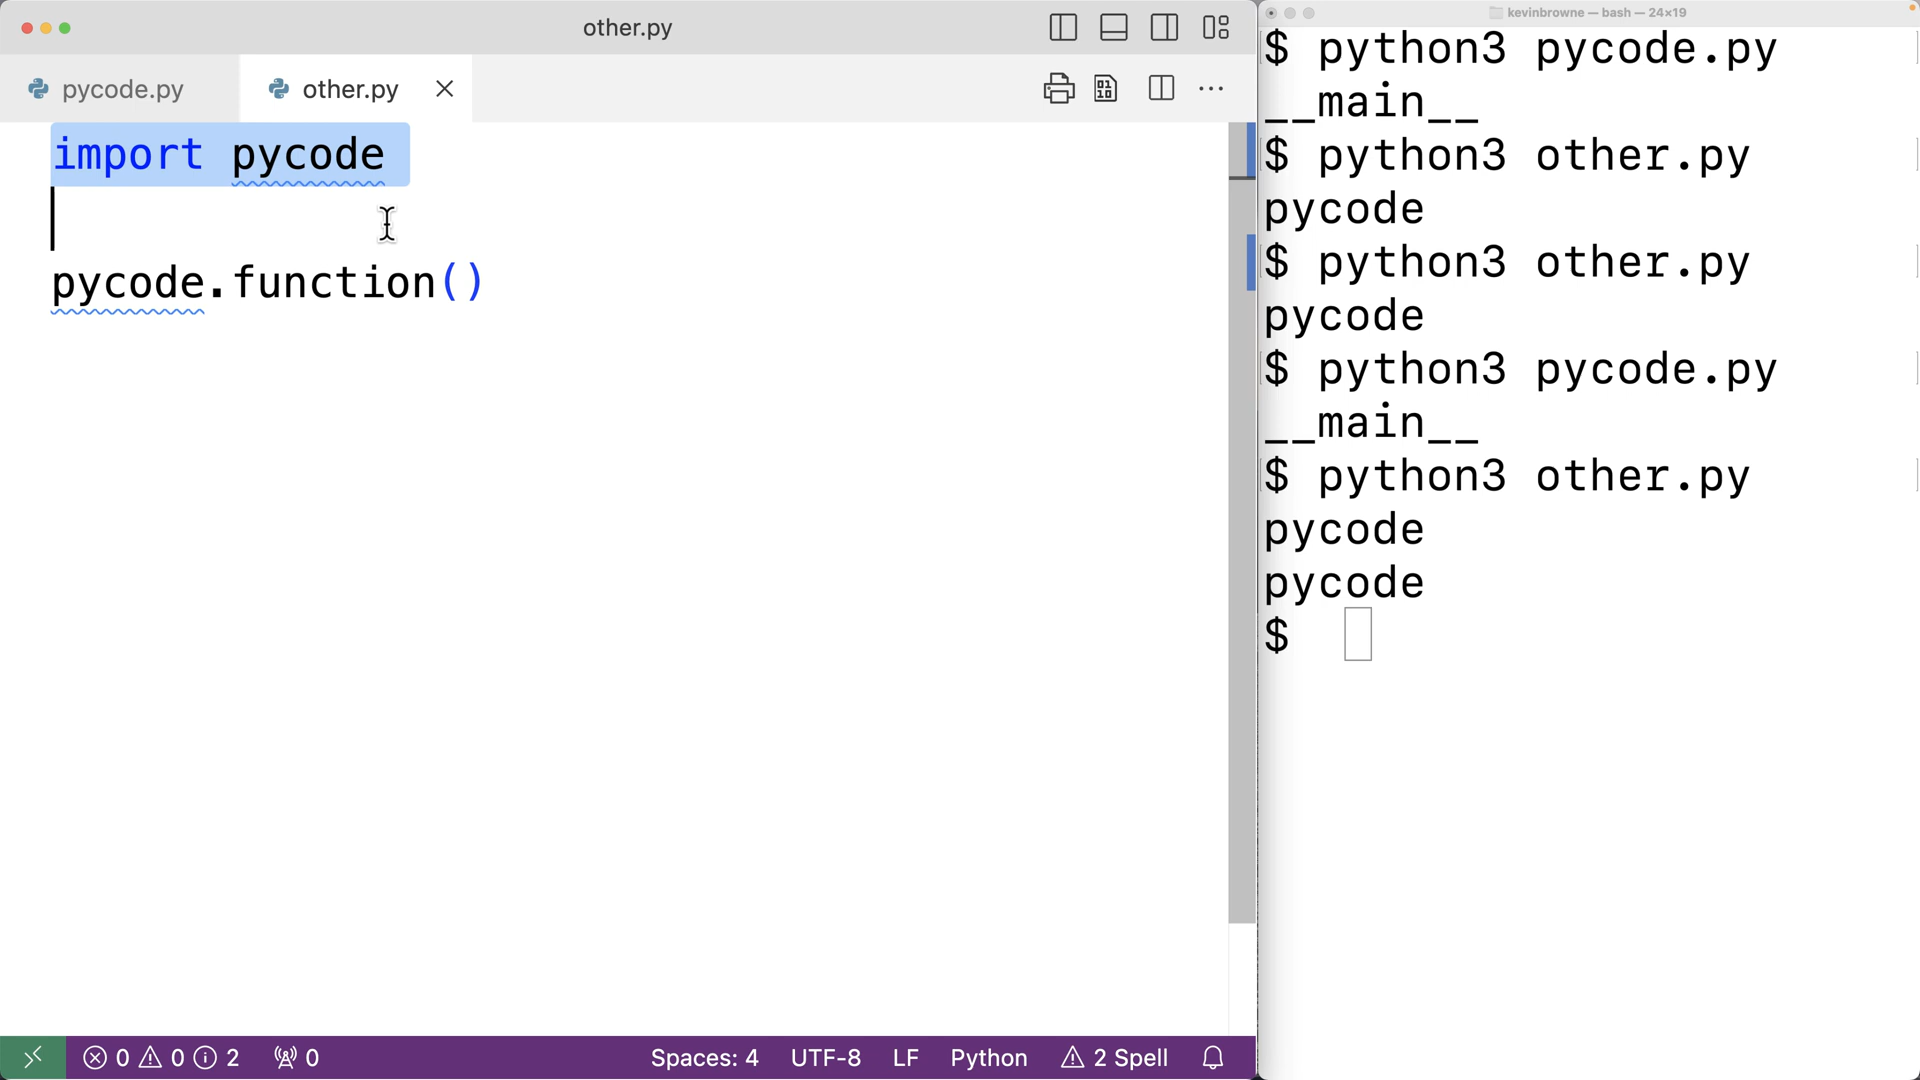 other.py
pycode.py
other.py
import pycode
pycode.function()
0 0 2 0
Spaces: 4 UTF-8 LF Python 2 Spell
kevinbrowne — bash — 24×19
$ python3 pycode.py
__main__
$ python3 other.py
pycode
$ python3 other.py
pycode
$ python3 pycode.py
__main__
$ python3 other.py
pycode
pycode
$